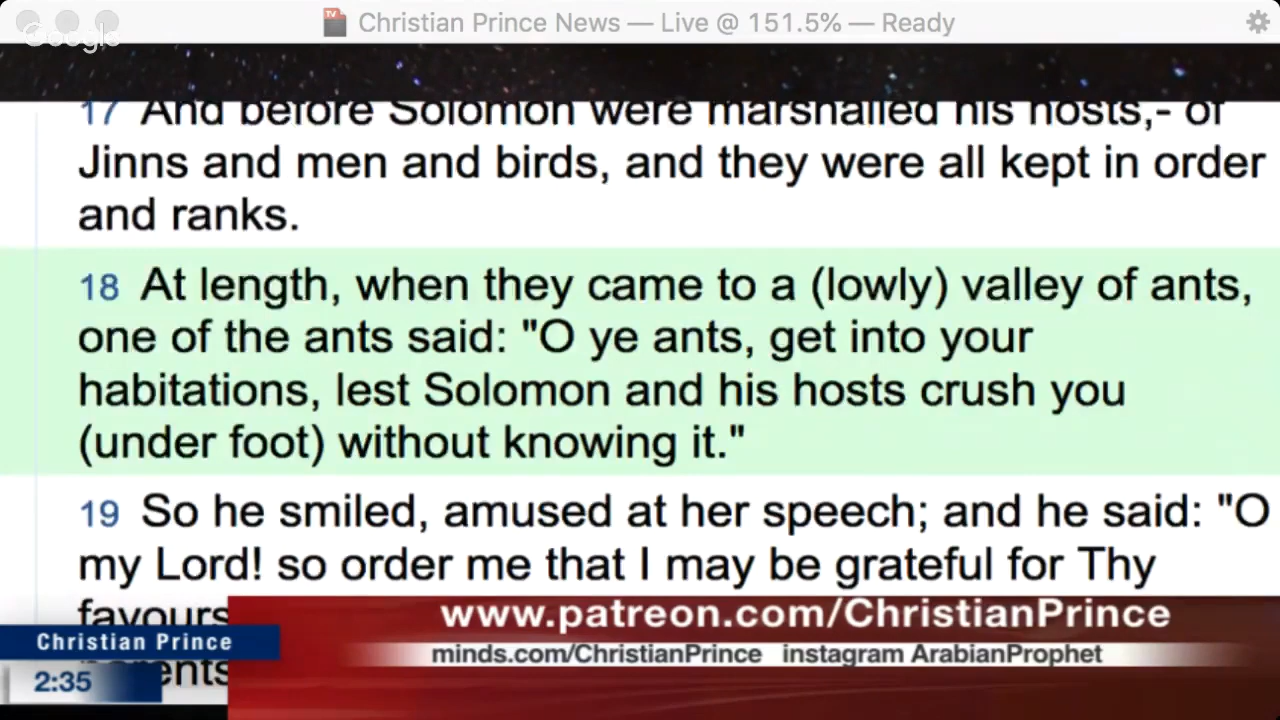 Christian Prince News — Live @ 151.5% — Ready
Google
17 And before Solomon were marshalled his hosts,- of
Jinns and men and birds, and they were all kept in order
and ranks.
18 At length, when they came to a (lowly) valley of ants,
one of the ants said: "O ye ants, get into your
habitations, lest Solomon and his hosts crush you
(under foot) without knowing it."
19 So he smiled, amused at her speech; and he said: "O
my Lord! so order me that I may be grateful for Thy
favours
www.patreon.com/ChristianPrince
Christian Prince
minds.com/ChristianPrince instagram ArabianProphet
2:35